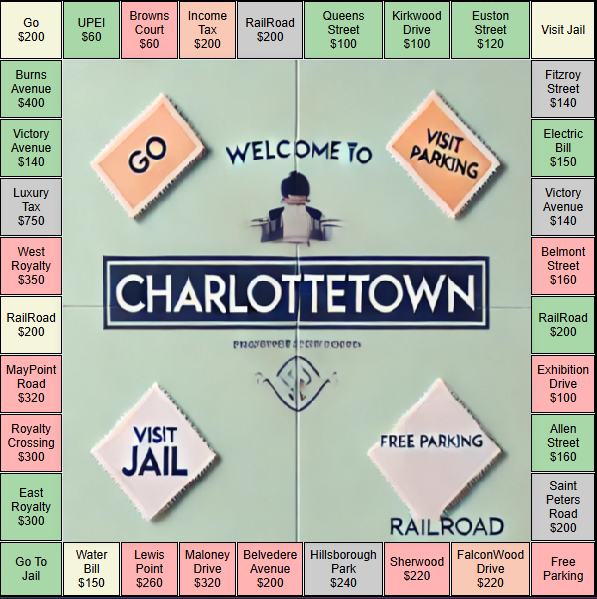 Go
$200
UPEI
$60
Browns
Court
$60
Income
Tax
$200
RailRoad
$200
Queens
Street
$100
Kirkwood
Drive
$100
Euston
Street
$120
Visit Jail
Burns
Avenue
$400
Fitzroy
Street
$140
Victory
Avenue
$140
Electric
Bill
$150
Luxury
Tax
$750
Victory
Avenue
$140
West
Royalty
$350
Belmont
Street
$160
RailRoad
$200
RailRoad
$200
MayPoint
Road
$320
Exhibition
Drive
$100
Royalty
Crossing
$300
Allen
Street
$160
East
Royalty
$300
Saint
Peters
Road
$200
GO
VISIT
PARKING
WELCOME TO
CHARLOTTETOWN
VISIT
JAIL
FREE PARKING
RAILROAD
Go To
Jail
Water
Bill
$150
Lewis
Point
$260
Maloney
Drive
$320
Belvedere
Avenue
$200
Hillsborough
Park
$240
Sherwood
$220
FalconWood
Drive
$220
Free
Parking